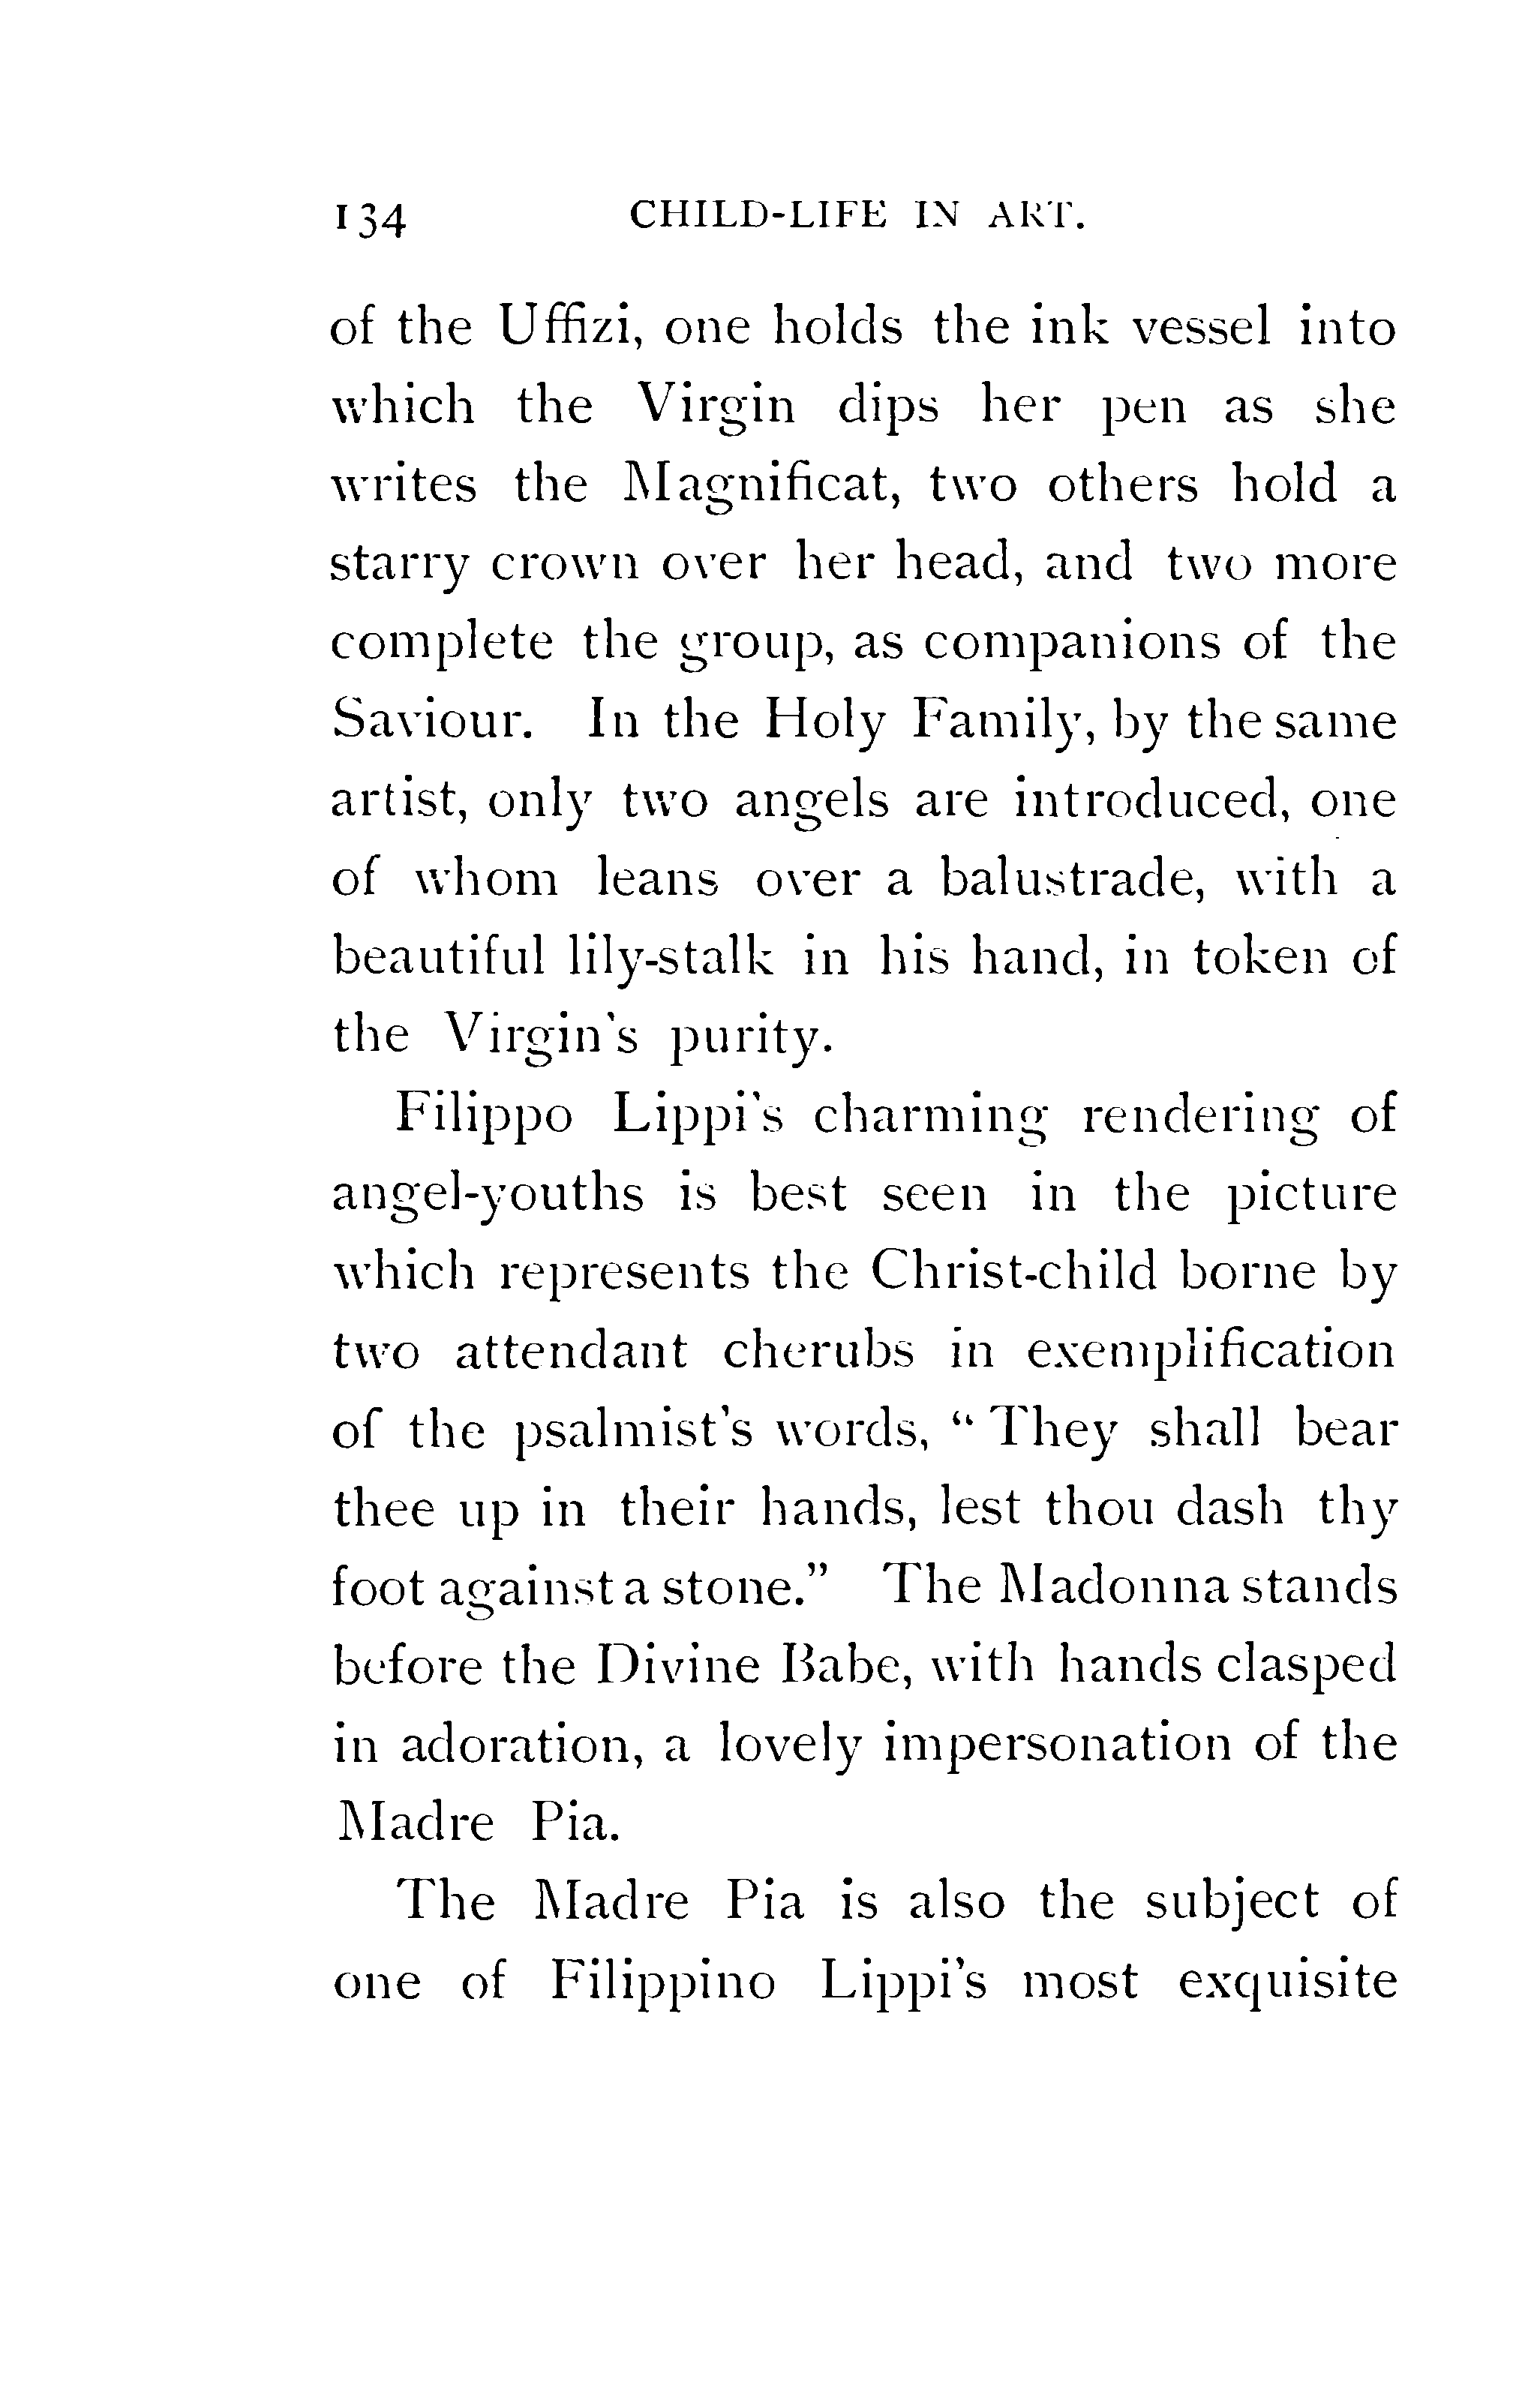 134 CHILD-LIFE IN ART.
of the Uffizi, one holds the ink vessel into
which the Virgin dips her pen as she
writes the Magnificat, two others hold a
starry crown over her head, and two more
complete the group, as companions of the
Saviour. In the Holy Family, by the same
artist, only two angels are introduced, one
of whom leans over a balustrade, with a
beautiful lily-stalk in his hand, in token of
the Virgin's purity.
Filippo Lippi's charming rendering of
angel-youths is best seen in the picture
which represents the Christ-child borne by
two attendant cherubs in exemplification
of the psalmist's words, “They shall bear
thee up in their hands, lest thou dash thy
foot against a stone.” The Madonna stands
before the Divine Babe, with hands clasped
in adoration, a lovely impersonation of the
Madre Pia.
The Madre Pia is also the subject of
one of Filippino Lippi's most exquisite